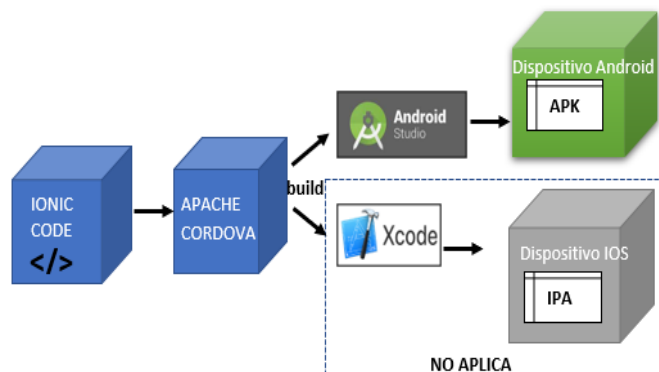 IONIC
CODE
</>
APACHE
CORDOVA
build
Android
Studio
Dispositivo Android
APK
Xcode
Dispositivo IOS
IPA
NO APLICA